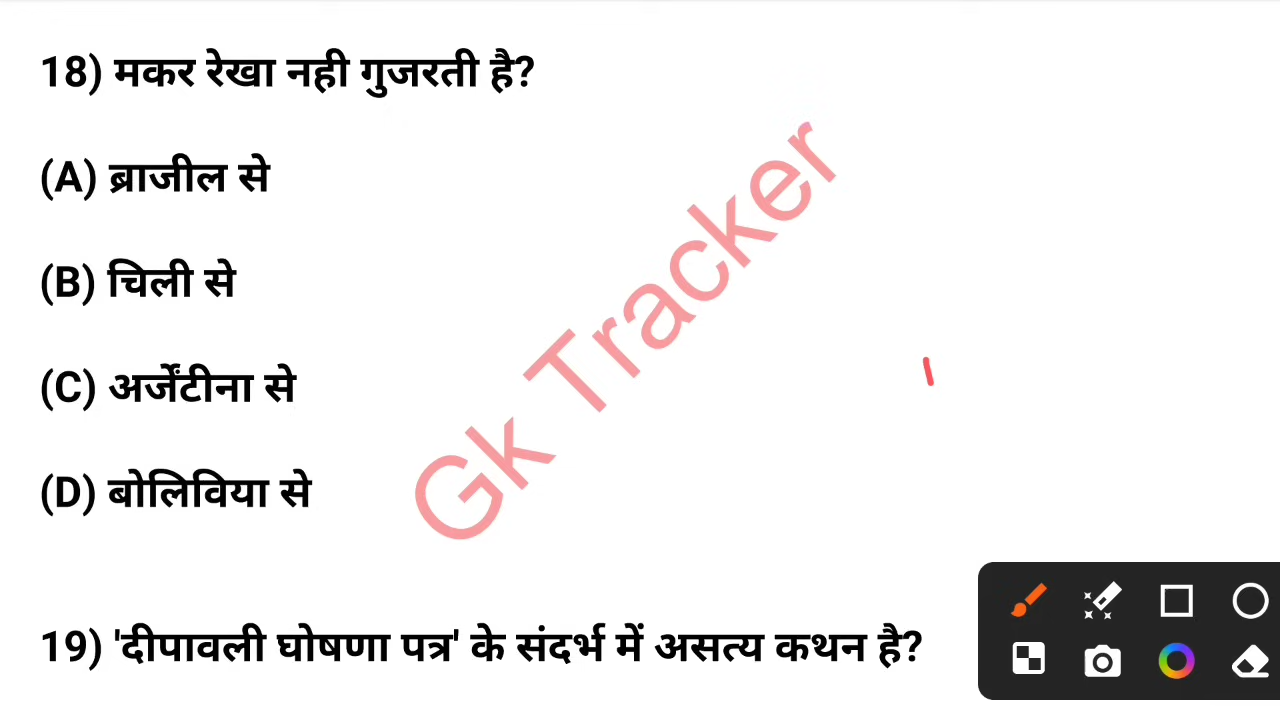 18) मकर रेखा नही गुजरती है?
(A) ब्राजील से
(B) चिली से
(C) अर्जेंटीना से
(D) बोलिविया से
Gk Tracker
19) 'दीपावली घोषणा पत्र' के संदर्भ में असत्य कथन है?